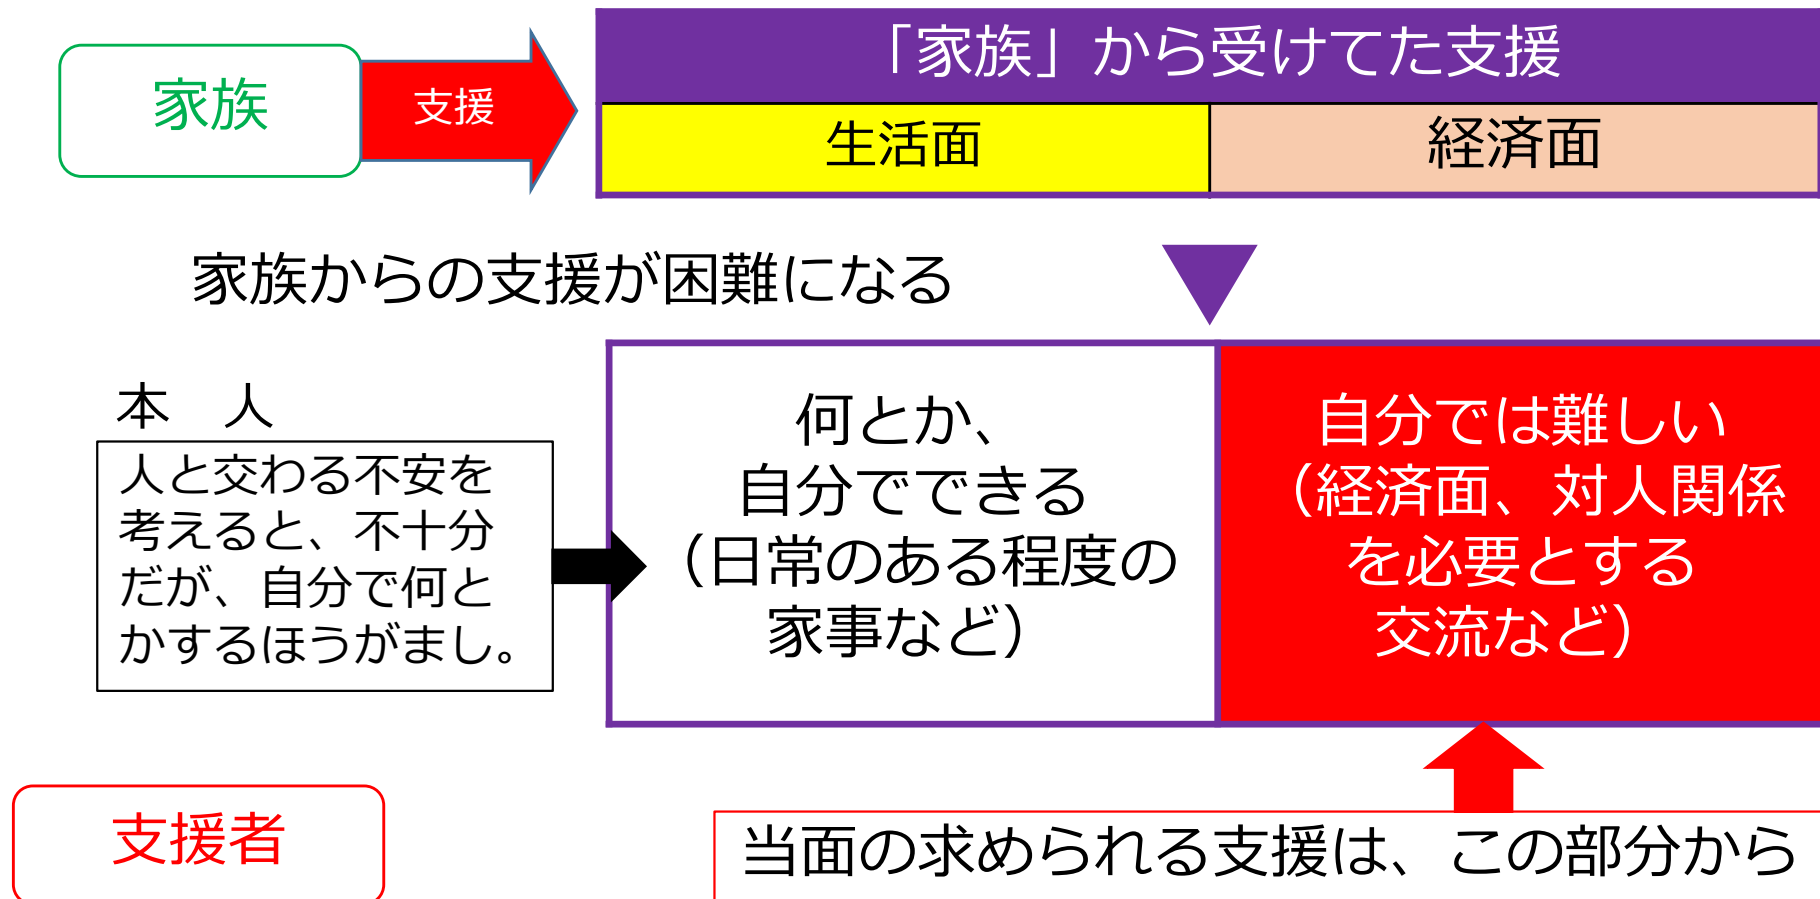 「家族」から受けてた支援
家族
支援
生活面
経済面
家族からの支援が困難になる
本　人
人と交わる不安を
考えると、不十分
だが、自分で何と
かするほうがまし。
何とか、
自分でできる
（日常のある程度の
家事など）
自分では難しい
（経済面、対人関係
を必要とする
交流など）
支援者
当面の求められる支援は、この部分から